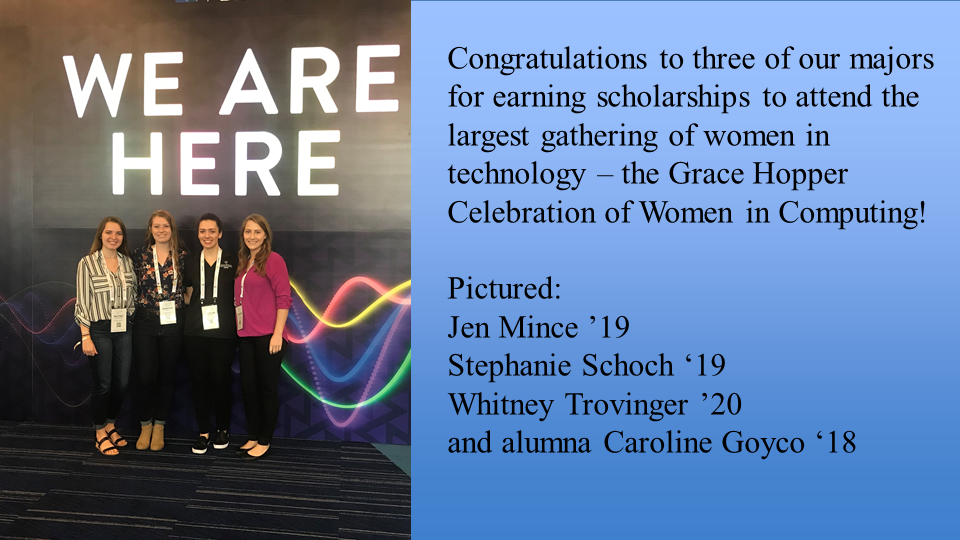 WE ARE
HERE
Congratulations to three of our majors
for earning scholarships to attend the
largest gathering of women in
technology – the Grace Hopper
Celebration of Women in Computing!
Pictured:
Jen Mince ’19
Stephanie Schoch ‘19
Whitney Trovinger ’20
and alumna Caroline Goyco ‘18